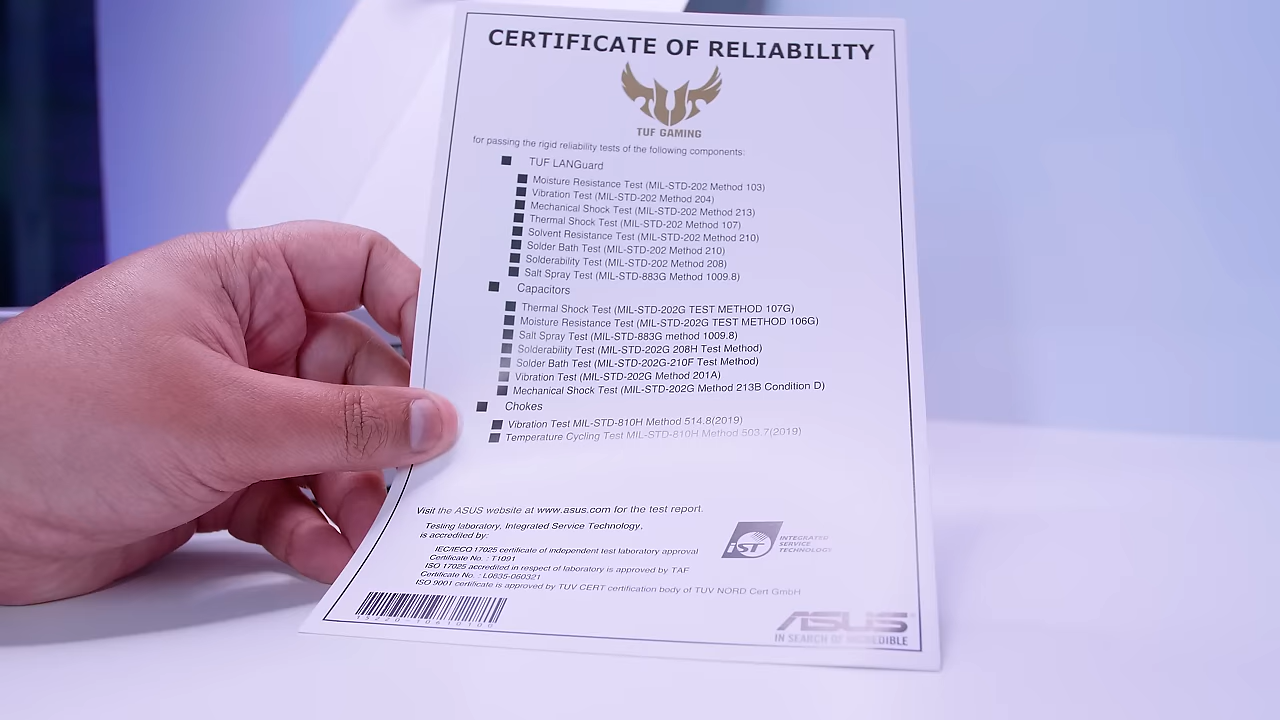 CERTIFICATE OF RELIABILITY
TUF GAMING
for passing the rigid reliability tests of the following components:
TUF LANGuard
Moisture Resistance Test (MIL-STD-202 Method 103)
Vibration Test (MIL-STD-202 Method 204)
Mechanical Shock Test (MIL-STD-202 Method 213)
Thermal Shock Test (MIL-STD-202 Method 107)
Solvent Resistance Test (MIL-STD-202 Method 210)
Solder Bath Test (MIL-STD-202 Method 210)
Solderability Test (MIL-STD-202 Method 208)
Salt Spray Test (MIL-STD-883G Method 1009.8)
Capacitors
Thermal Shock Test (MIL-STD-202G TEST METHOD 107G)
Moisture Resistance Test (MIL-STD-202G TEST METHOD 106G)
Salt Spray Test (MIL-STD-883G method 1009.8)
Solderability Test (MIL-STD-202G 208H Test Method)
Solder Bath Test (MIL-STD-202G-210F Test Method)
Vibration Test (MIL-STD-202G Method 201A)
Mechanical Shock Test (MIL-STD-202G Method 213B Condition D)
Chokes
Vibration Test MIL-STD-810H Method 514.8(2019)
Temperature Cycling Test MIL-STD-810H Method 503.7(2019)
Visit the ASUS website at www.asus.com for the test report.
Testing laboratory, Integrated Service Technology,
is accredited by:
IEC/IECQ 17025 certificate of independent test laboratory approval
Certificate No. : T1091
ISO 17025 accredited in respect of laboratory is approved by TAF
Certificate No. : L0835-060321
ISO 9001 certificate is approved by TUV CERT certification body of TUV NORD Cert GmbH
iST
INTEGRATED
SERVICE
TECHNOLOGY
ASUS
IN SEARCH OF INCREDIBLE